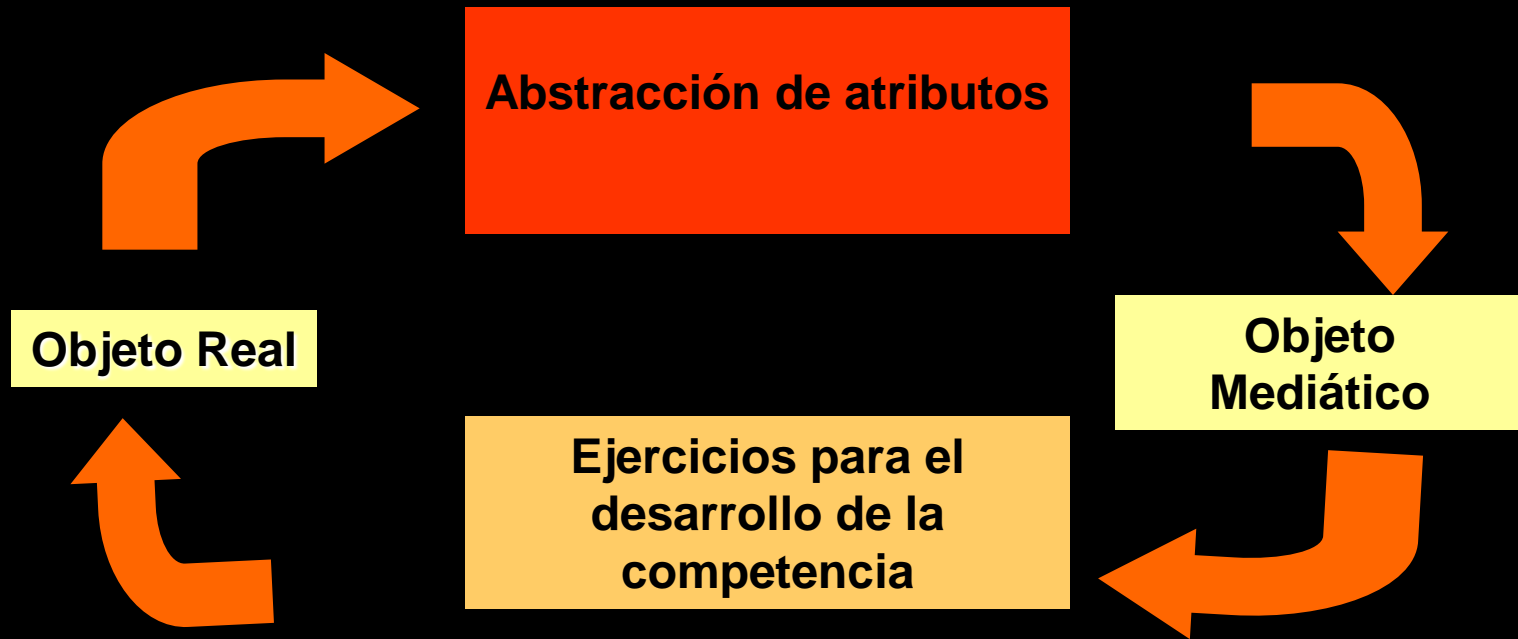 Abstracción de atributos
Objeto Real
Objeto
Mediático
Ejercicios para el
desarrollo de la
competencia